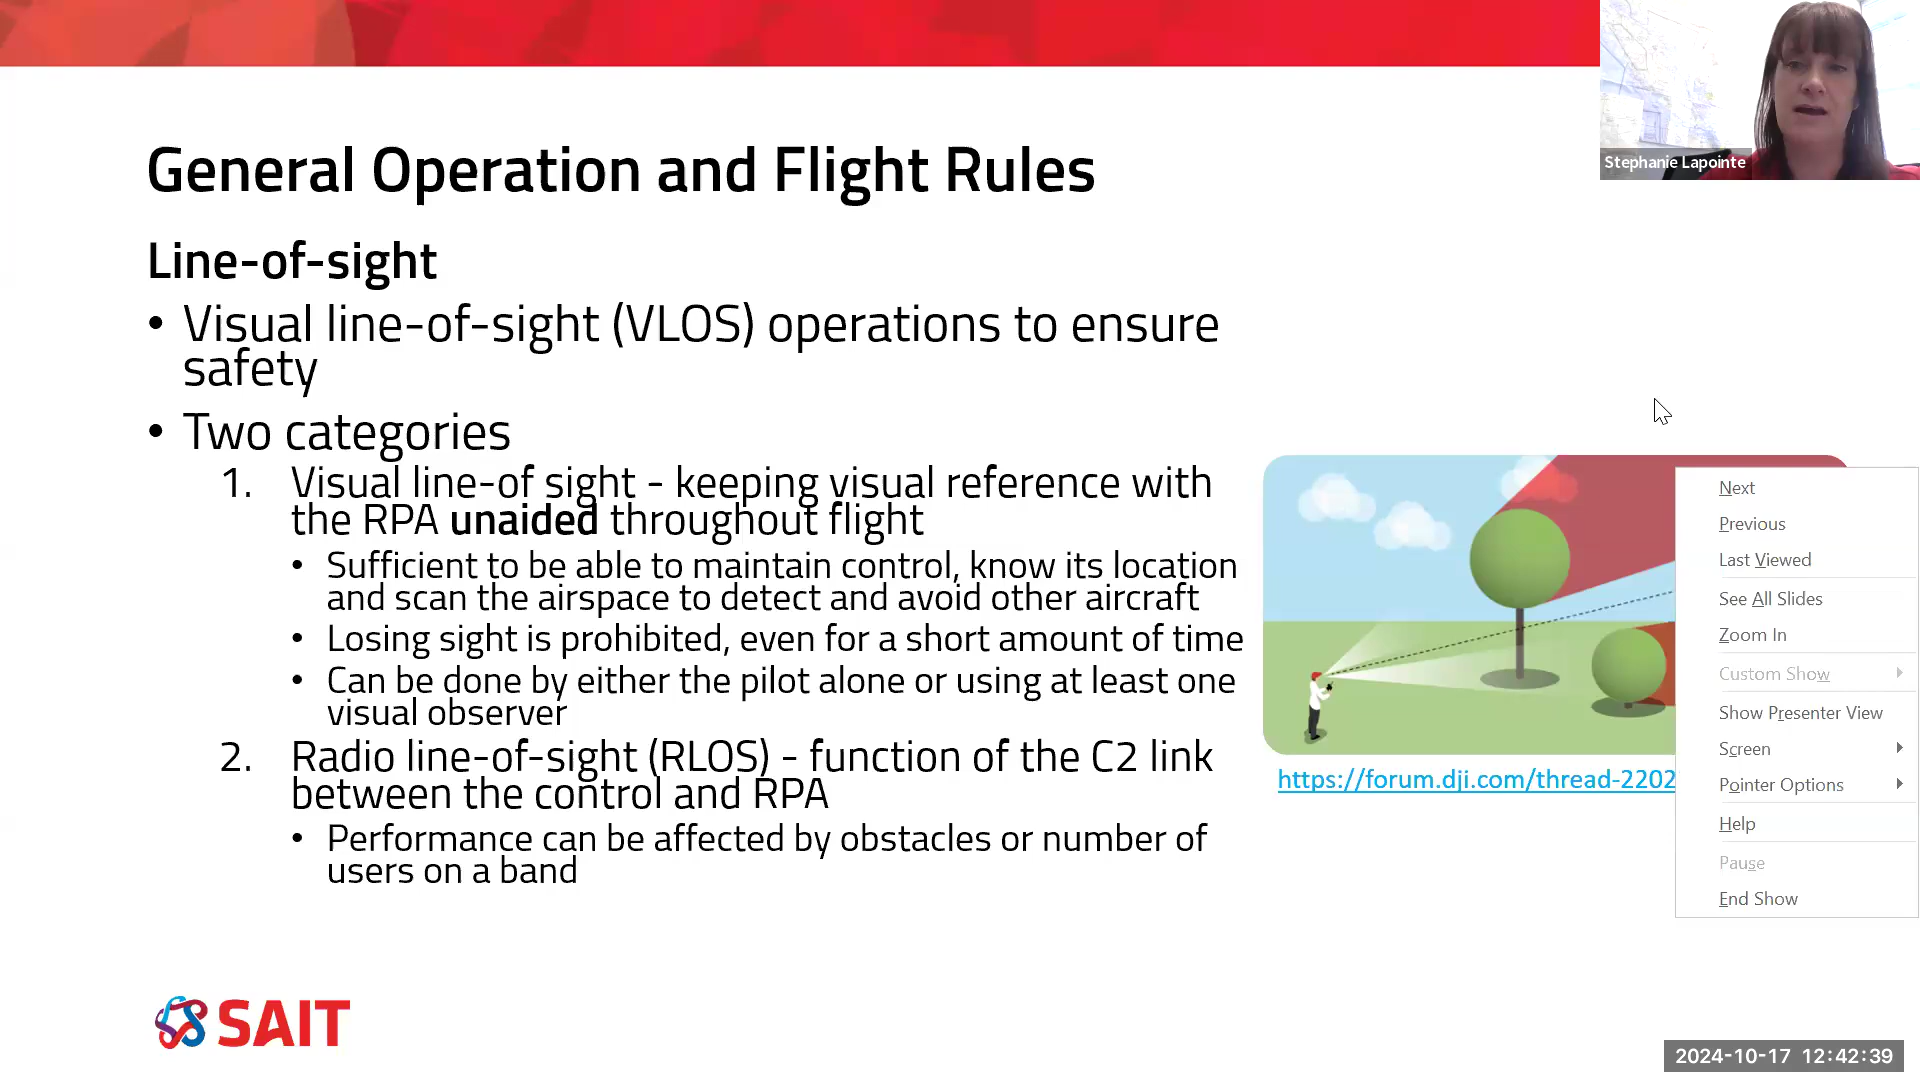 Stephanie Lapointe
General Operation and Flight Rules
Line-of-sight
• Visual line-of-sight (VLOS) operations to ensure
safety
• Two categories
1. Visual line-of sight - keeping visual reference with
the RPA unaided throughout flight
• Sufficient to be able to maintain control, know its location
and scan the airspace to detect and avoid other aircraft
• Losing sight is prohibited, even for a short amount of time
• Can be done by either the pilot alone or using at least one
visual observer
2. Radio line-of-sight (RLOS) - function of the C2 link
between the control and RPA
• Performance can be affected by obstacles or number of
users on a band
https://forum.dji.com/thread-2202
Next
Previous
Last Viewed
See All Slides
Zoom In
Custom Show
Show Presenter View
Screen
Pointer Options
Help
Pause
End Show
SAIT
2024-10-17 12:42:39